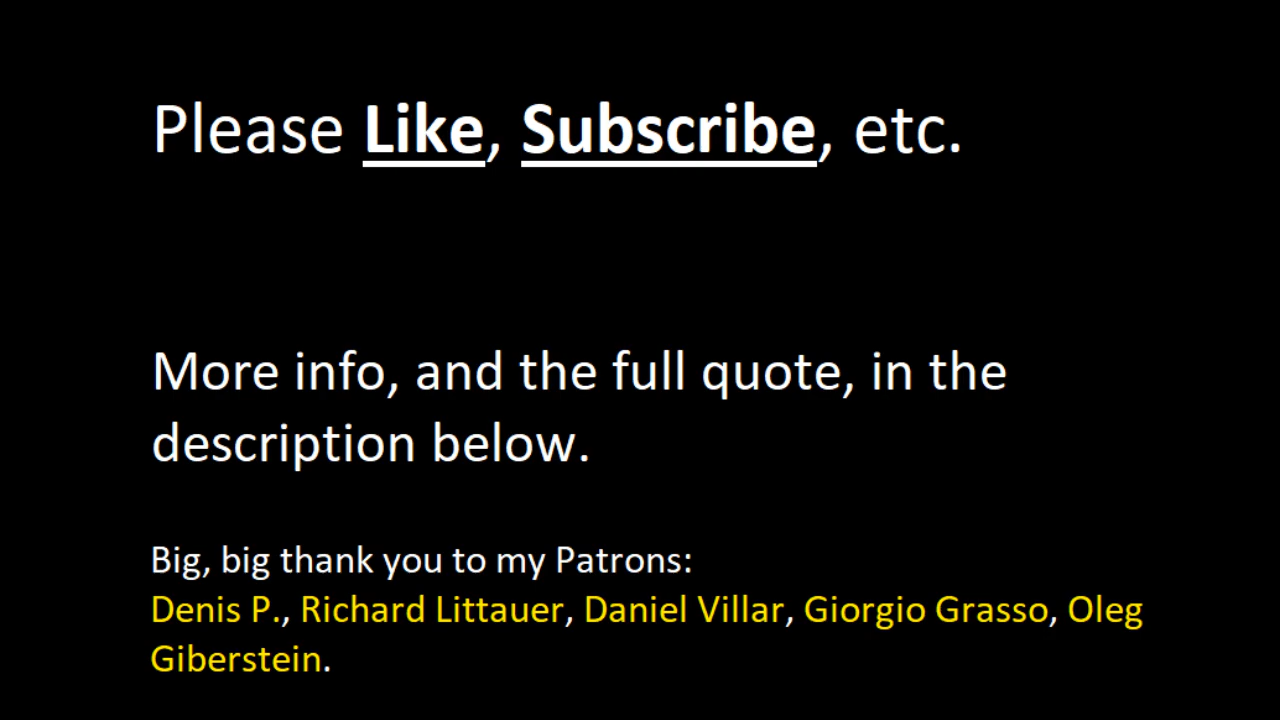 Please Like, Subscribe, etc.
More info, and the full quote, in the
description below.
Big, big thank you to my Patrons:
Denis P., Richard Littauer, Daniel Villar, Giorgio Grasso, Oleg
Giberstein.